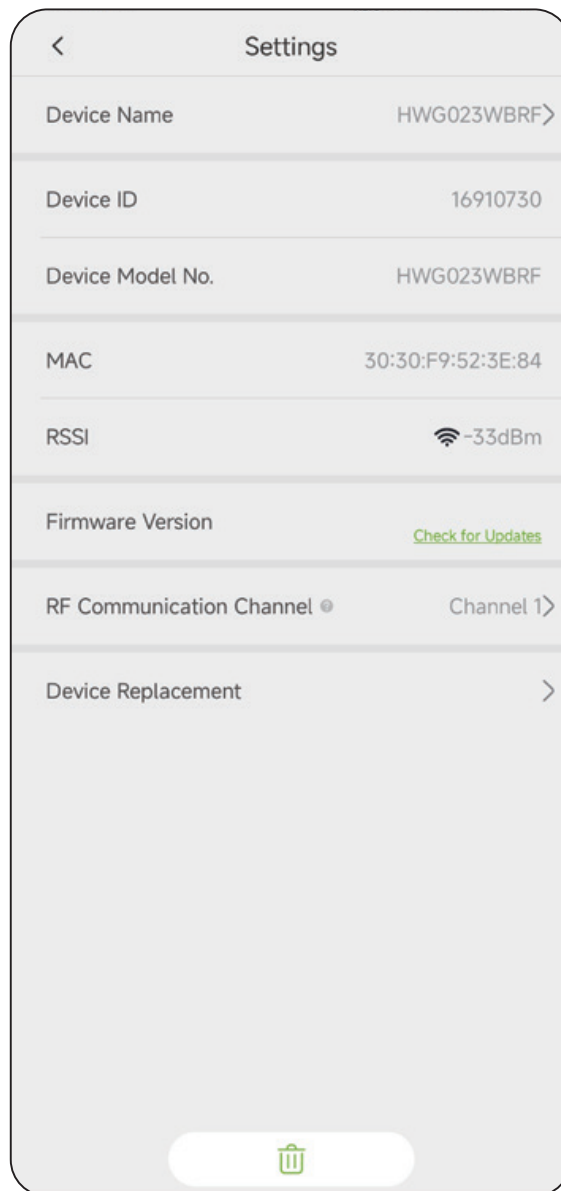 Settings
Device Name HWG023WBRF
Device ID 16910730
Device Model No. HWG023WBRF
MAC 30:30:F9:52:3E:84
RSSI -33dBm
Firmware Version Check for Updates
RF Communication Channel ? Channel 1
Device Replacement